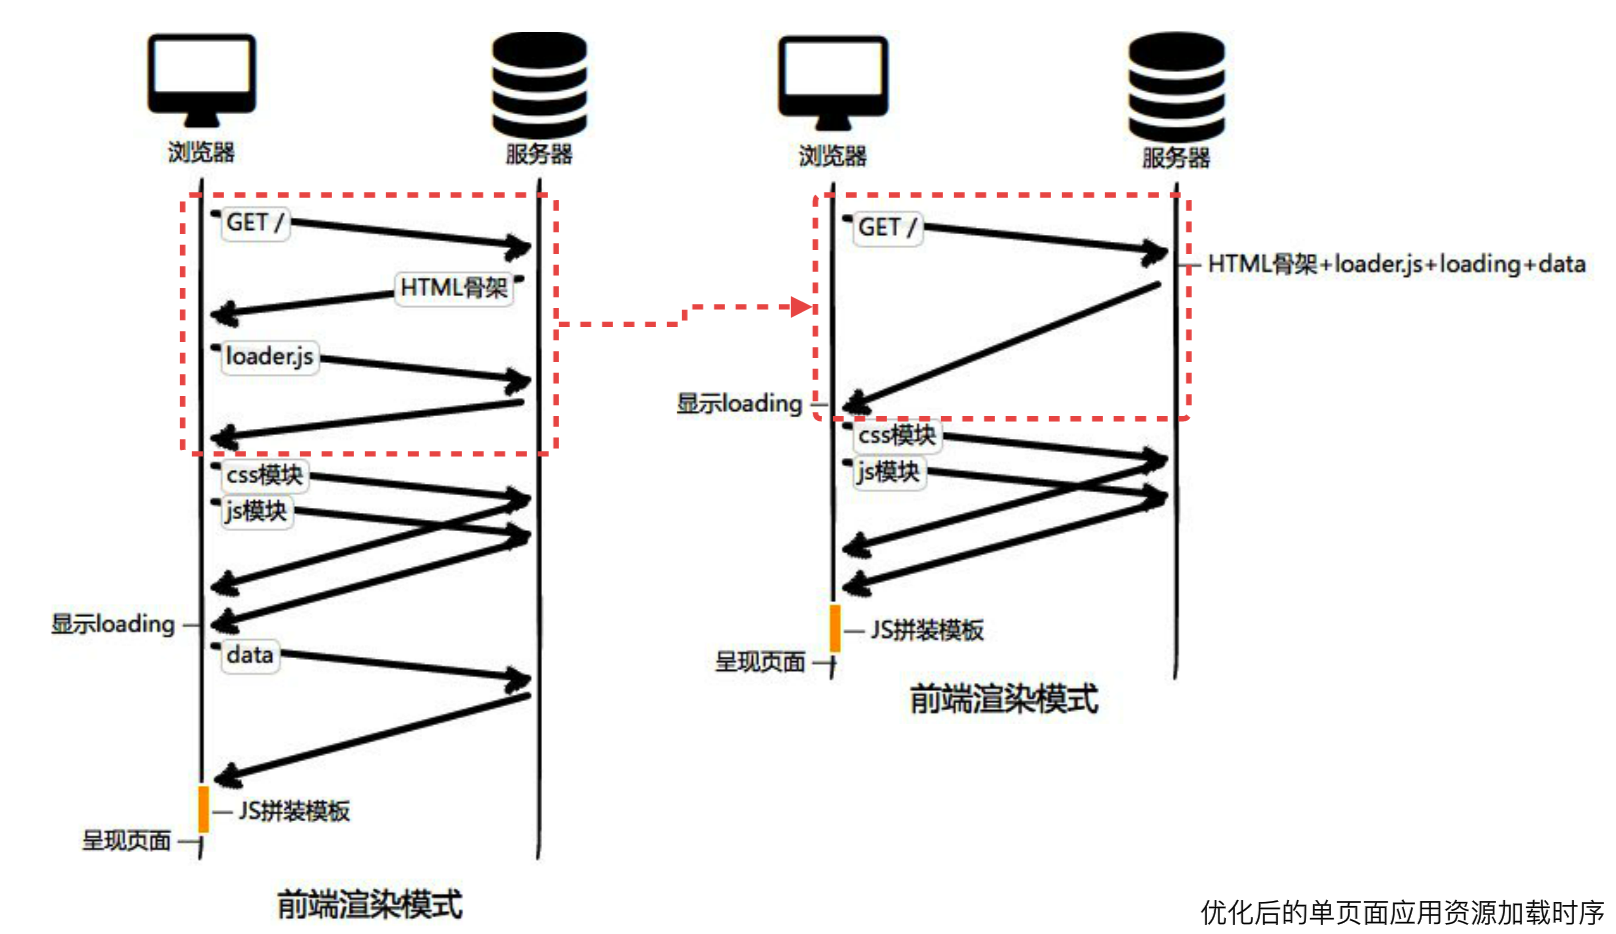 浏览器
服务器
GET /
HTML骨架
loader.js
css模块
js模块
显示loading
data
JS拼装模板
呈现页面
前端渲染模式
浏览器
服务器
GET /
HTML骨架+loader.js+loading+data
显示loading
css模块
js模块
JS拼装模板
呈现页面
前端渲染模式
优化后的单页面应用资源加载时序